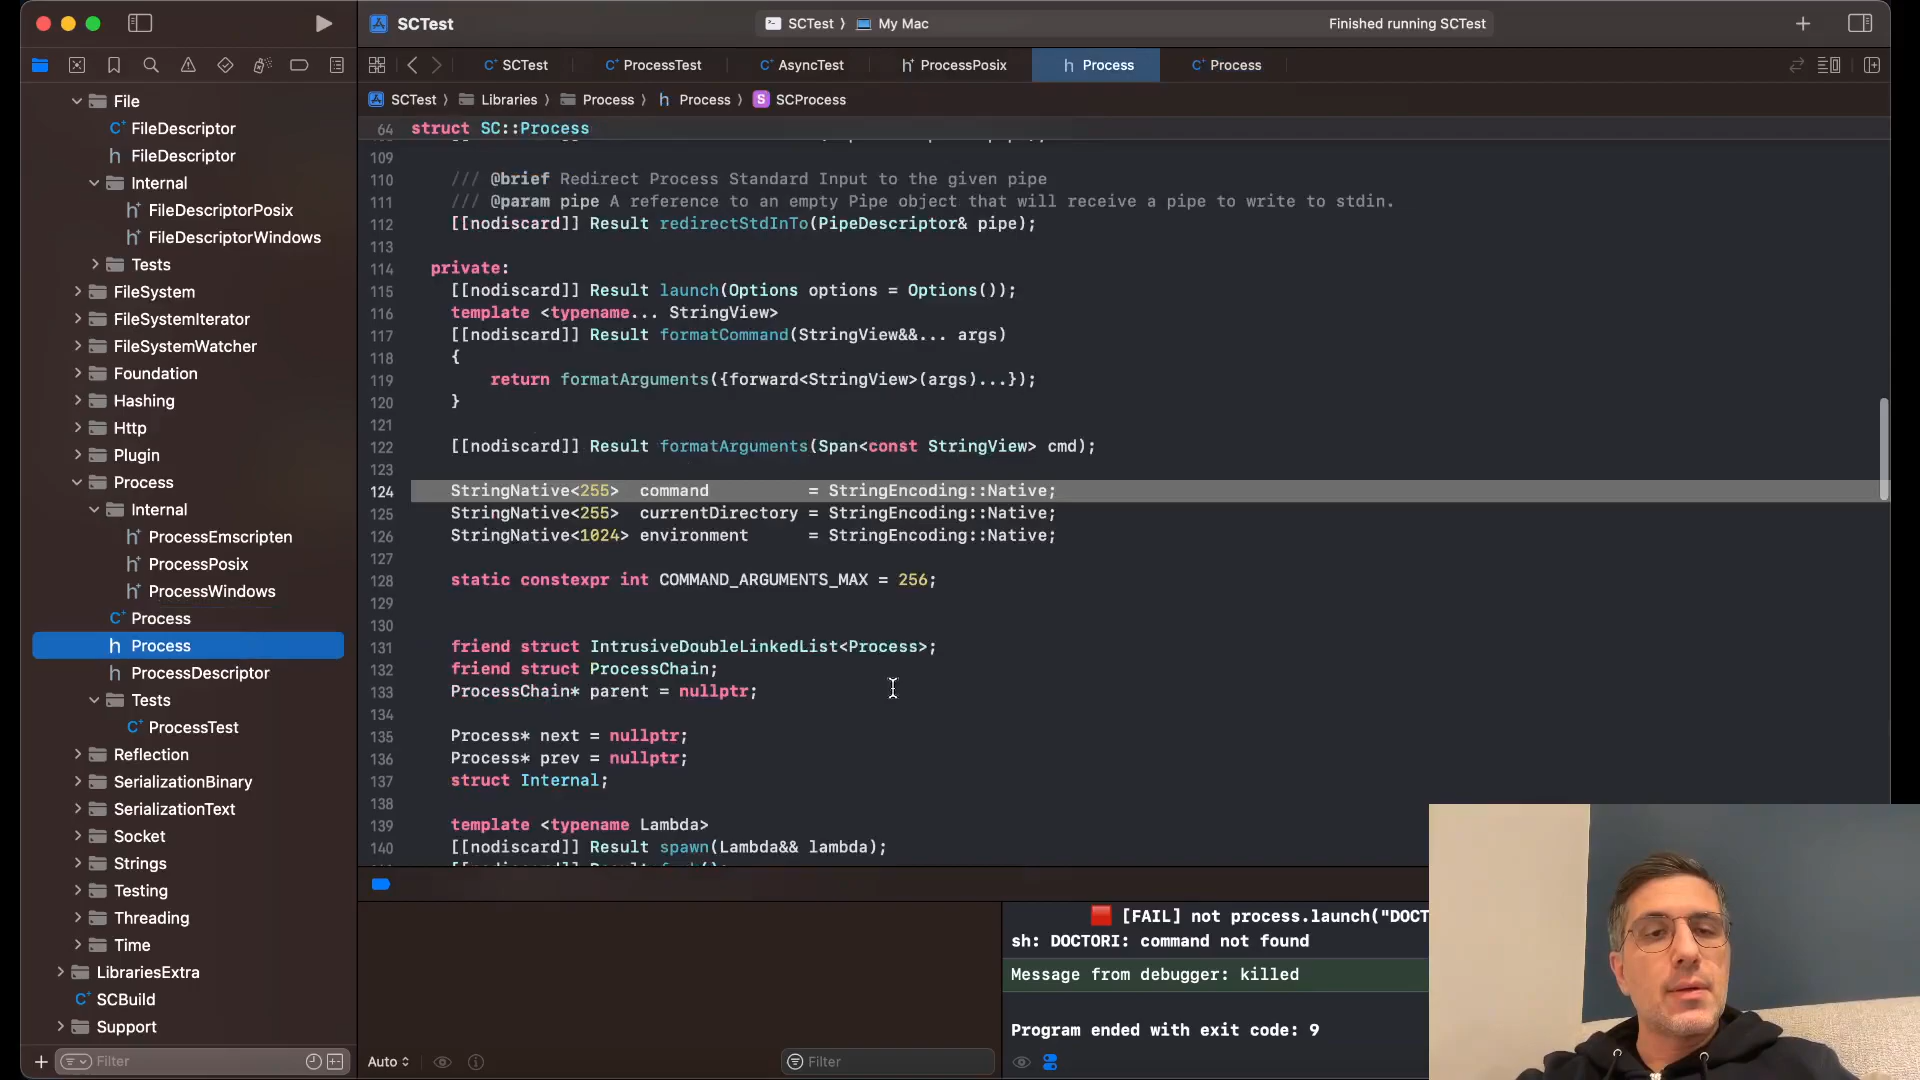 SCTest
SCTest 〉 My Mac
Finished running SCTest
SCTest
ProcessTest
AsyncTest
ProcessPosix
Process
Process
SCTest 〉 Libraries 〉 Process 〉 Process 〉 SCProcess
File
FileDescriptor
FileDescriptor
Internal
FileDescriptorPosix
FileDescriptorWindows
Tests
FileSystem
FileSystemIterator
FileSystemWatcher
Foundation
Hashing
Http
Plugin
Process
Internal
ProcessEmscripten
ProcessPosix
ProcessWindows
Process
Process
ProcessDescriptor
Tests
ProcessTest
Reflection
SerializationBinary
SerializationText
Socket
Strings
Testing
Threading
Time
LibrariesExtra
SCBuild
Support
Filter
64 struct SC::Process
109
110 /// @brief Redirect Process Standard Input to the given pipe
111 /// @param pipe A reference to an empty Pipe object that will receive a pipe to write to stdin.
112 [[nodiscard]] Result redirectStdInTo(PipeDescriptor& pipe);
113
114 private:
115 [[nodiscard]] Result launch(Options options = Options());
116 template <typename... StringView>
117 [[nodiscard]] Result formatCommand(StringView&&... args)
118 {
119 return formatArguments({forward<StringView>(args)...});
120 }
121
122 [[nodiscard]] Result formatArguments(Span<const StringView> cmd);
123
124 StringNative<255> command = StringEncoding::Native;
125 StringNative<255> currentDirectory = StringEncoding::Native;
126 StringNative<1024> environment = StringEncoding::Native;
127
128 static constexpr int COMMAND_ARGUMENTS_MAX = 256;
129
130
131 friend struct IntrusiveDoubleLinkedList<Process>;
132 friend struct ProcessChain;
133 ProcessChain* parent = nullptr;
134
135 Process* next = nullptr;
136 Process* prev = nullptr;
137 struct Internal;
138
139 template <typename Lambda>
140 [[nodiscard]] Result spawn(Lambda&& lambda);
[FAIL] not process.launch("DOCT
sh: DOCTORI: command not found
Message from debugger: killed
Program ended with exit code: 9
Auto
Filter